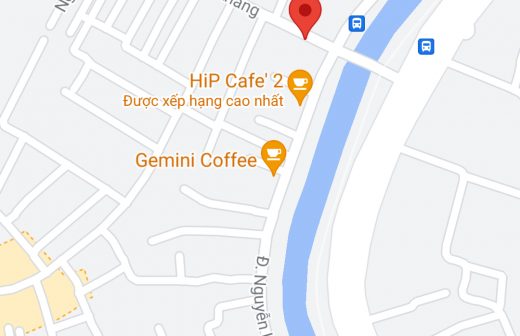 HiP Cafe' 2
Được xếp hạng cao nhất
Gemini Coffee
Đ. Nguyễn